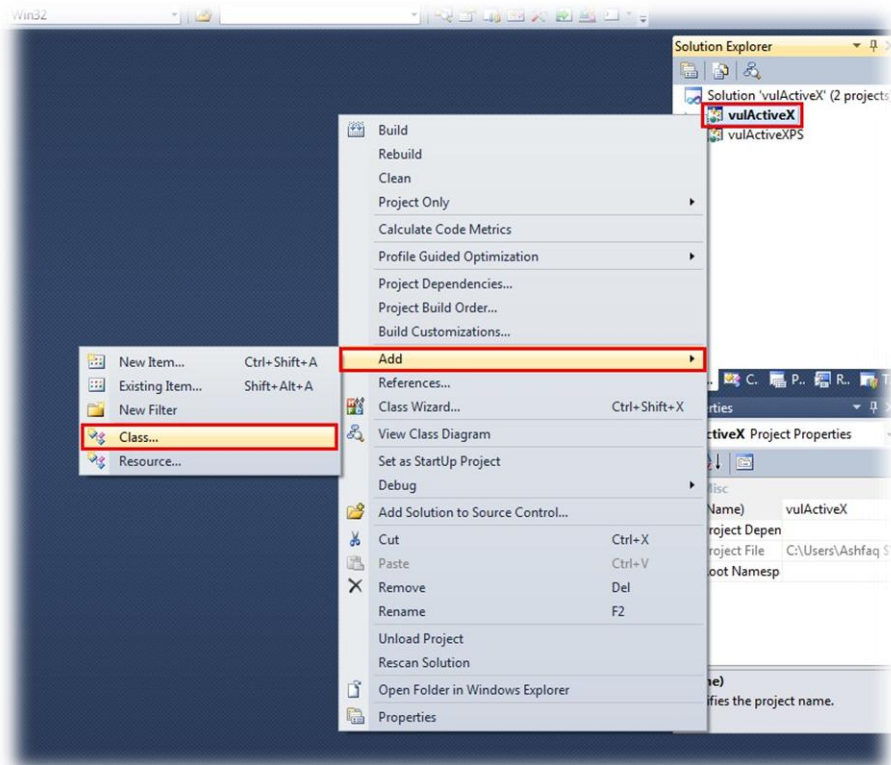 Win32
Solution Explorer
Solution 'vulActiveX' (2 projects
vulActiveX
vulActiveXPS
Build
Rebuild
Clean
Project Only
Calculate Code Metrics
Profile Guided Optimization
Project Dependencies...
Project Build Order...
Build Customizations...
Add
References...
Class Wizard... Ctrl+Shift+X
View Class Diagram
Set as StartUp Project
Debug
Add Solution to Source Control...
Cut Ctrl+X
Paste Ctrl+V
Remove Del
Rename F2
Unload Project
Rescan Solution
Open Folder in Windows Explorer
Properties
New Item... Ctrl+Shift+A
Existing Item... Shift+Alt+A
New Filter
Class...
Resource...
C. P.. R.. T
rties
ctiveX Project Properties
Misc
Name) vulActiveX
roject Depen
roject File C:\Users\Ashfaq
oot Namesp
me)
ifies the project name.